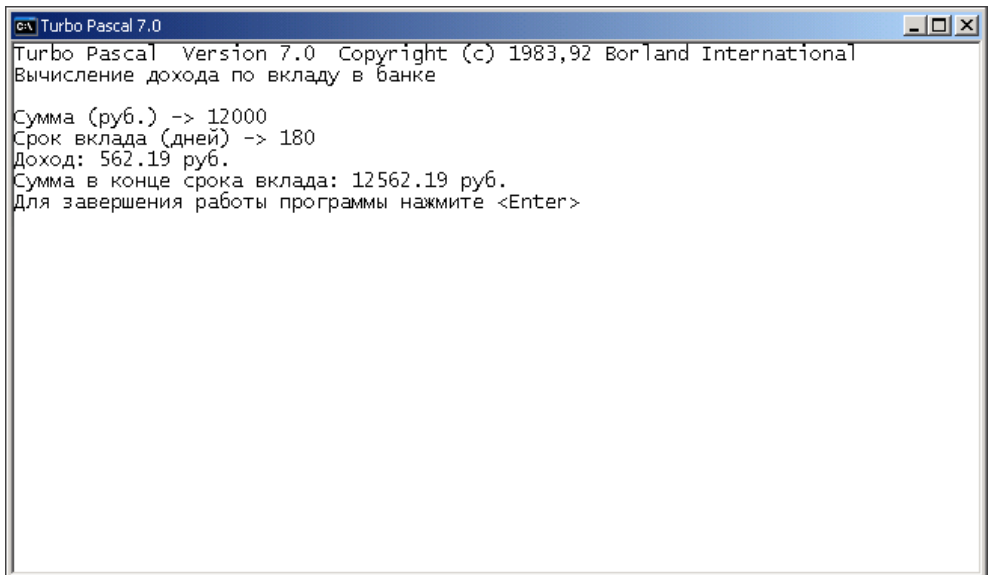 Turbo Pascal 7.0
Turbo Pascal  Version 7.0  Copyright (c) 1983,92 Borland International
Вычисление дохода по вкладу в банке
Сумма (руб.) -> 12000
Срок вклада (дней) -> 180
Доход: 562.19 руб.
Сумма в конце срока вклада: 12562.19 руб.
Для завершения работы программы нажмите <Enter>